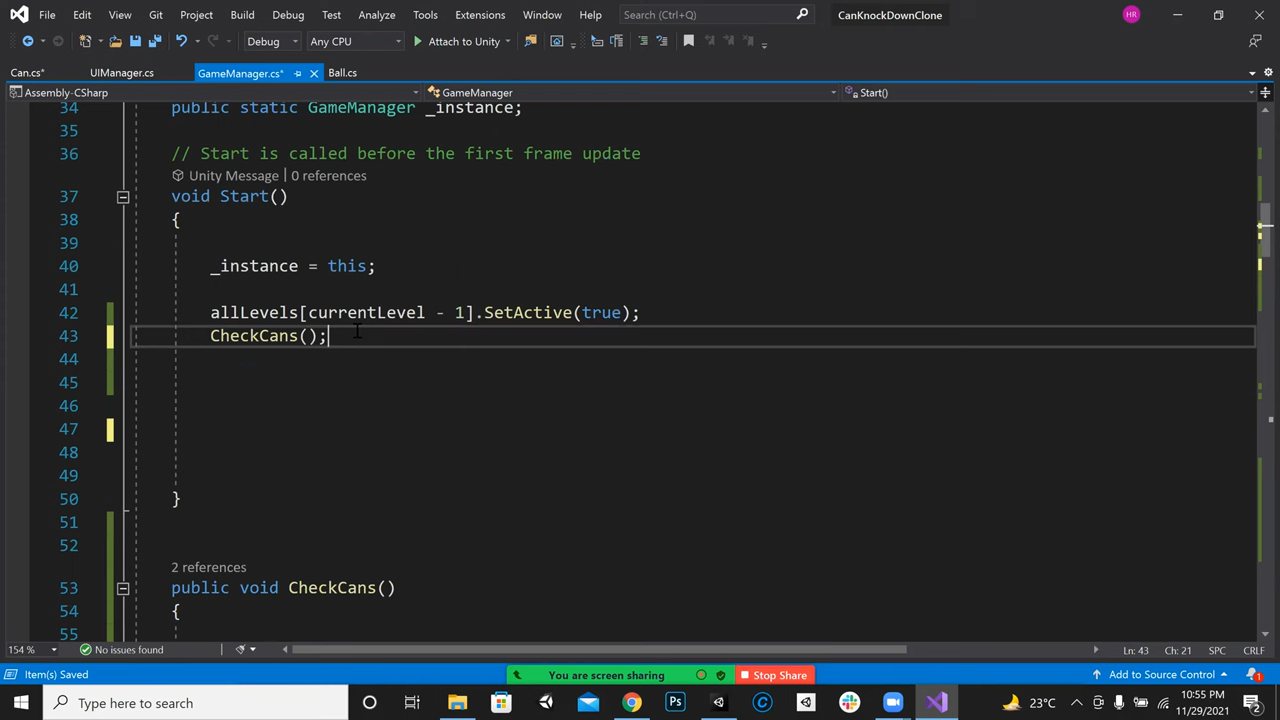 File Edit View Git Project Build Debug Test Analyze Tools Extensions Window Help Search (Ctrl+Q) CanKnockDownClone HR
Debug Any CPU Attach to Unity
Can.cs* UIManager.cs GameManager.cs* Ball.cs
Assembly-CSharp GameManager Start()
34 public static GameManager _instance;
35
36 // Start is called before the first frame update
Unity Message | 0 references
37 void Start()
38 {
39
40 _instance = this;
41
42 allLevels[currentLevel - 1].SetActive(true);
43 CheckCans();
44
45
46
47
48
49
50 }
51
52
2 references
53 public void CheckCans()
54 {
55
154 % No issues found Ln: 43 Ch: 21 SPC CRLF
Item(s) Saved You are screen sharing Stop Share Add to Source Control 1
Type here to search 23°C 10:55 PM
11/29/2021